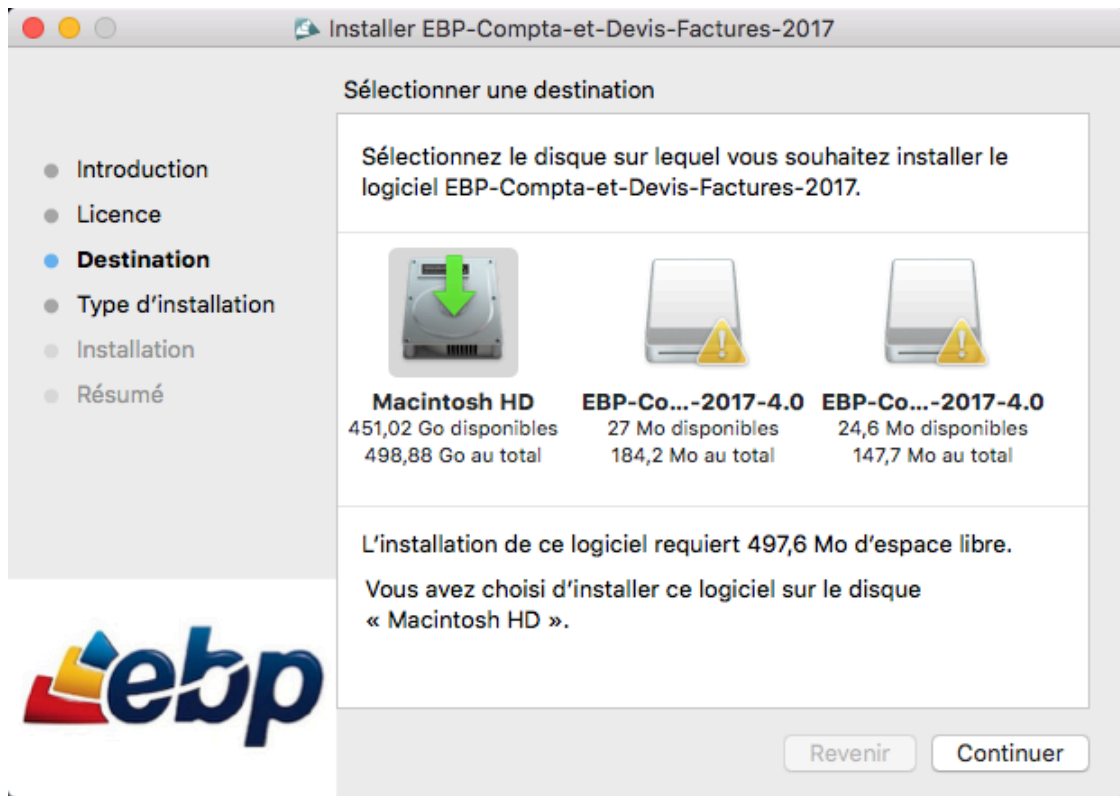 Installer EBP-Compta-et-Devis-Factures-2017
Sélectionner une destination
Introduction
Licence
Destination
Type d’installation
Installation
Résumé
Sélectionnez le disque sur lequel vous souhaitez installer le
logiciel EBP-Compta-et-Devis-Factures-2017.
Macintosh HD
451,02 Go disponibles
498,88 Go au total
EBP-Co...-2017-4.0
27 Mo disponibles
184,2 Mo au total
EBP-Co...-2017-4.0
24,6 Mo disponibles
147,7 Mo au total
L’installation de ce logiciel requiert 497,6 Mo d’espace libre.
Vous avez choisi d’installer ce logiciel sur le disque
« Macintosh HD ».
ebp
Revenir
Continuer